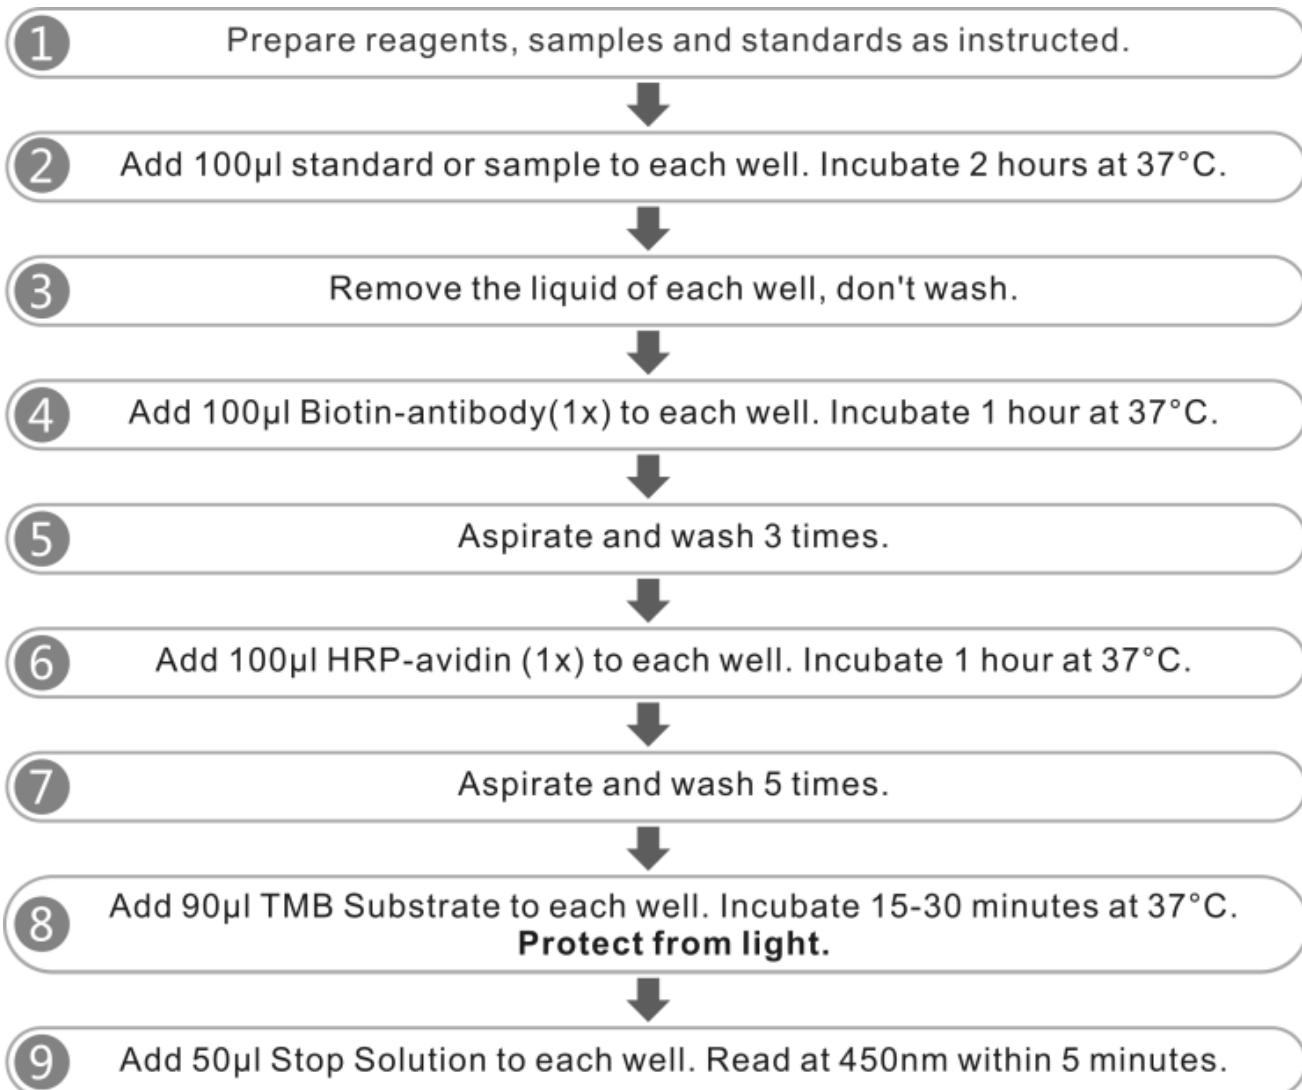 1 Prepare reagents, samples and standards as instructed.
2 Add 100µl standard or sample to each well. Incubate 2 hours at 37°C.
3 Remove the liquid of each well, don't wash.
4 Add 100µl Biotin-antibody(1x) to each well. Incubate 1 hour at 37°C.
5 Aspirate and wash 3 times.
6 Add 100µl HRP-avidin (1x) to each well. Incubate 1 hour at 37°C.
7 Aspirate and wash 5 times.
8 Add 90µl TMB Substrate to each well. Incubate 15-30 minutes at 37°C.
Protect from light.
9 Add 50µl Stop Solution to each well. Read at 450nm within 5 minutes.